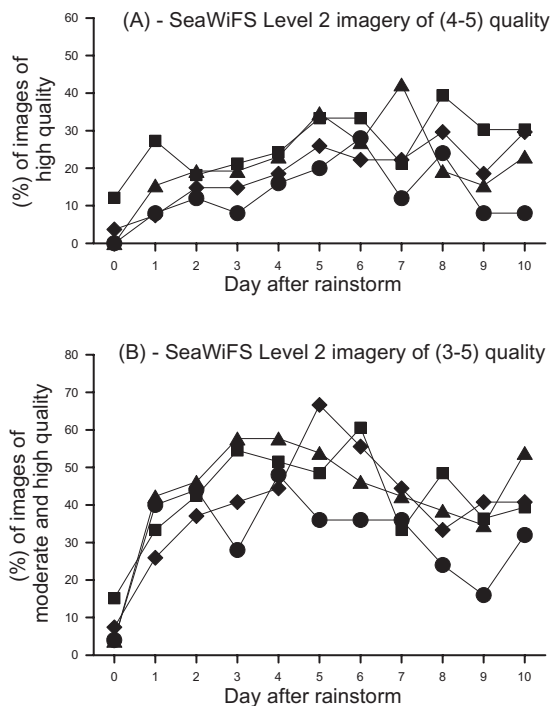 (A) - SeaWiFS Level 2 imagery of (4-5) quality
(%) of images of
high quality
60
50
40
30
20
10
0
0 1 2 3 4 5 6 7 8 9 10
Day after rainstorm
(B) - SeaWiFS Level 2 imagery of (3-5) quality
(%) of images of
moderate and high quality
80
70
60
50
40
30
20
10
0
0 1 2 3 4 5 6 7 8 9 10
Day after rainstorm